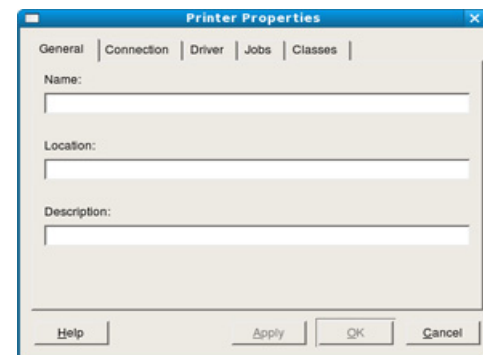 Printer Properties
General Connection Driver Jobs Classes
Name:
Location:
Description:
Help Apply OK Cancel